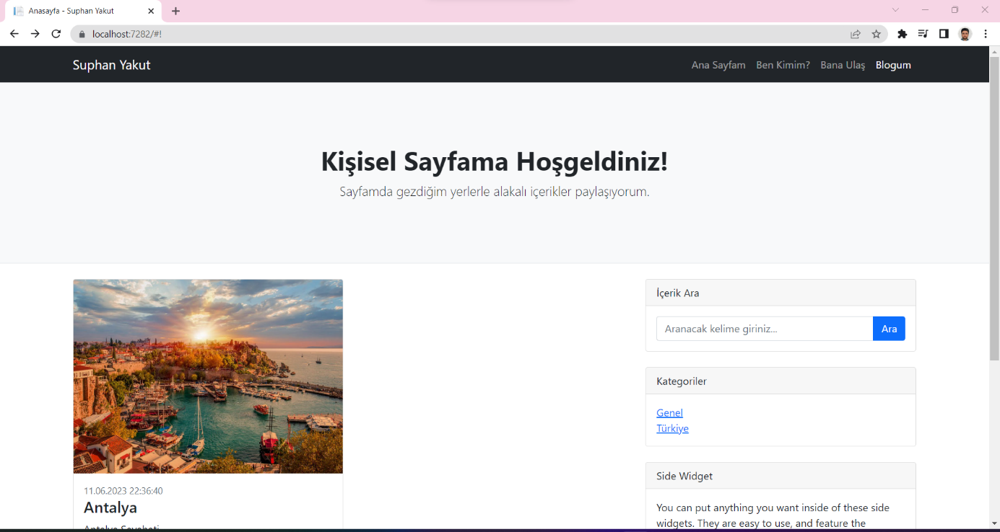 Anasayfa - Suphan Yakut
localhost:7282/#!
Suphan Yakut
Ana Sayfam Ben Kimim? Bana Ulaş Blogum
Kişisel Sayfama Hoşgeldiniz!
Sayfamda gezdiğim yerlerle alakalı içerikler paylaşıyorum.
11.06.2023 22:36:40
Antalya
Antalya Seyahati
İçerik Ara
Aranacak kelime giriniz... Ara
Kategoriler
Genel
Türkiye
Side Widget
You can put anything you want inside of these side
widgets. They are easy to use, and feature the